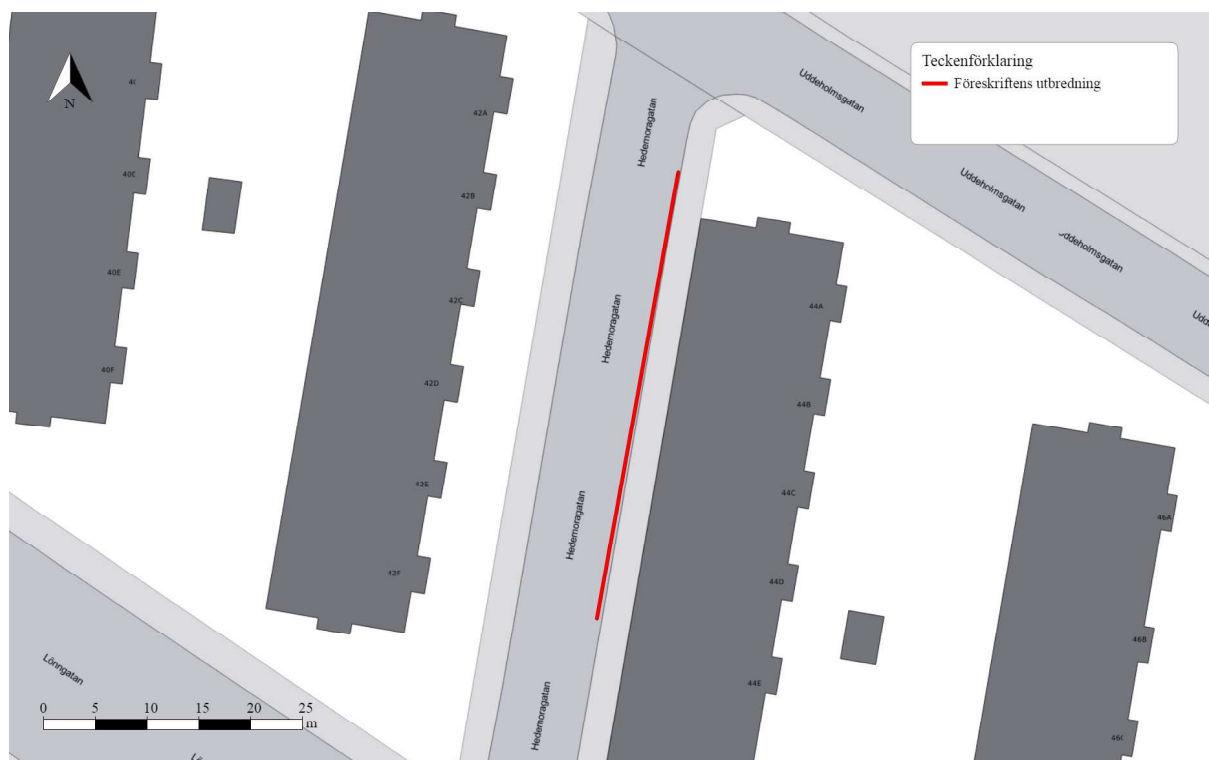 Teckenförklaring
Föreskriftens utbredning
N
Uddeholmsgatan
Uddeholmsgatan
Uddeholmsgatan
Hedemoragatan
Hedemoragatan
Hedemoragatan
Hedemoragatan
40E
40F
42A
42B
42C
42D
42E
42F
44A
44B
44C
44D
44E
46A
46B
Lönngatan
0 5 10 15 20 25
m